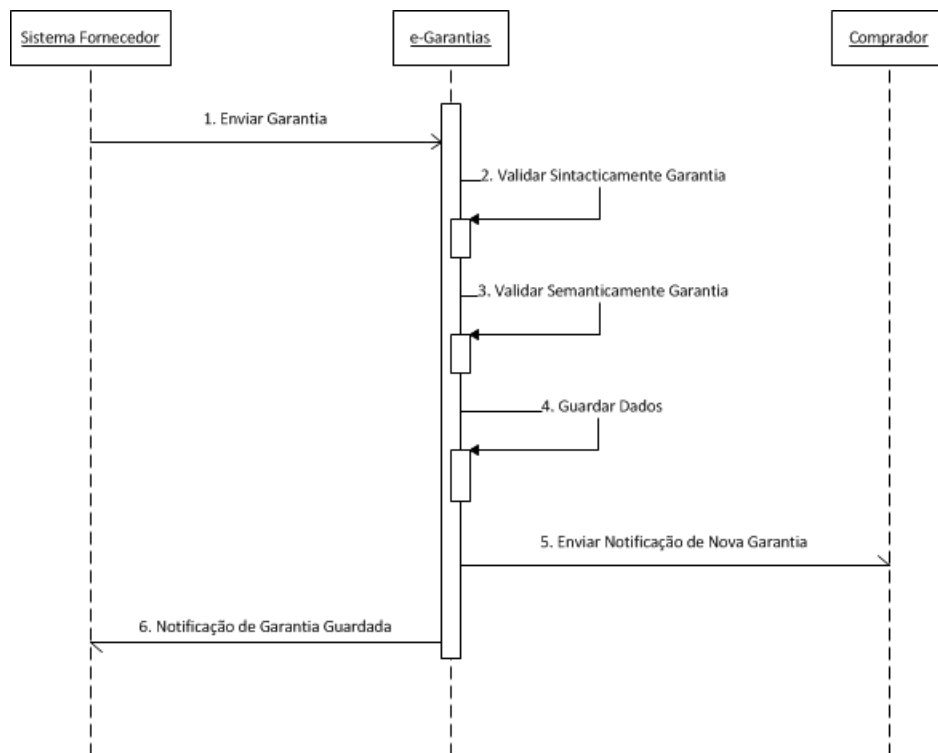 Sistema Fornecedor
e-Garantias
Comprador
1. Enviar Garantia
2. Validar Sintacticamente Garantia
3. Validar Semanticamente Garantia
4. Guardar Dados
5. Enviar Notificação de Nova Garantia
6. Notificação de Garantia Guardada